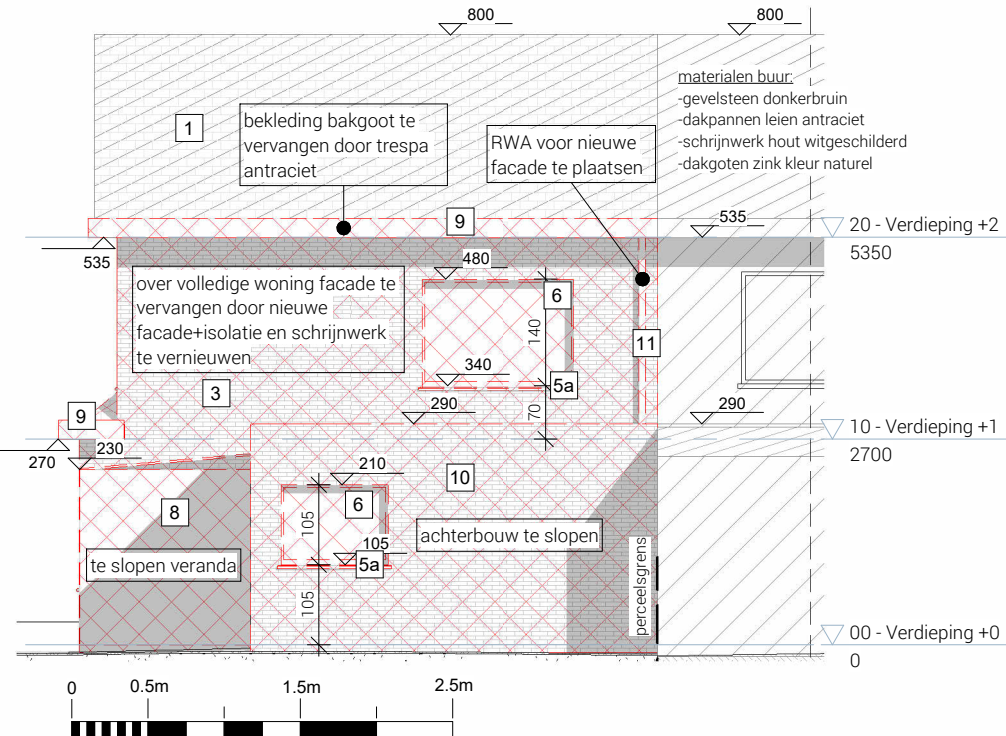 800
800
materialen buur:
-gevelsteen donkerbruin
-dakpannen leien antraciet
-schrijnwerk hout witgeschilderd
-dakgoten zink kleur naturel
1
bekleding bakgoot te
vervangen door trespa
antraciet
RWA voor nieuwe
facade te plaatsen
9
535
20 - Verdieping +2
5350
535
480
over volledige woning facade te
vervangen door nieuwe
facade+isolatie en schrijnwerk
te vernieuwen
6
140
11
340
5a
3
290
70
290
9
10 - Verdieping +1
2700
270
230
210
10
6
8
105
achterbouw te slopen
105
5a
te slopen veranda
105
perceelsgrens
00 - Verdieping +0
0
0
0.5m
1.5m
2.5m